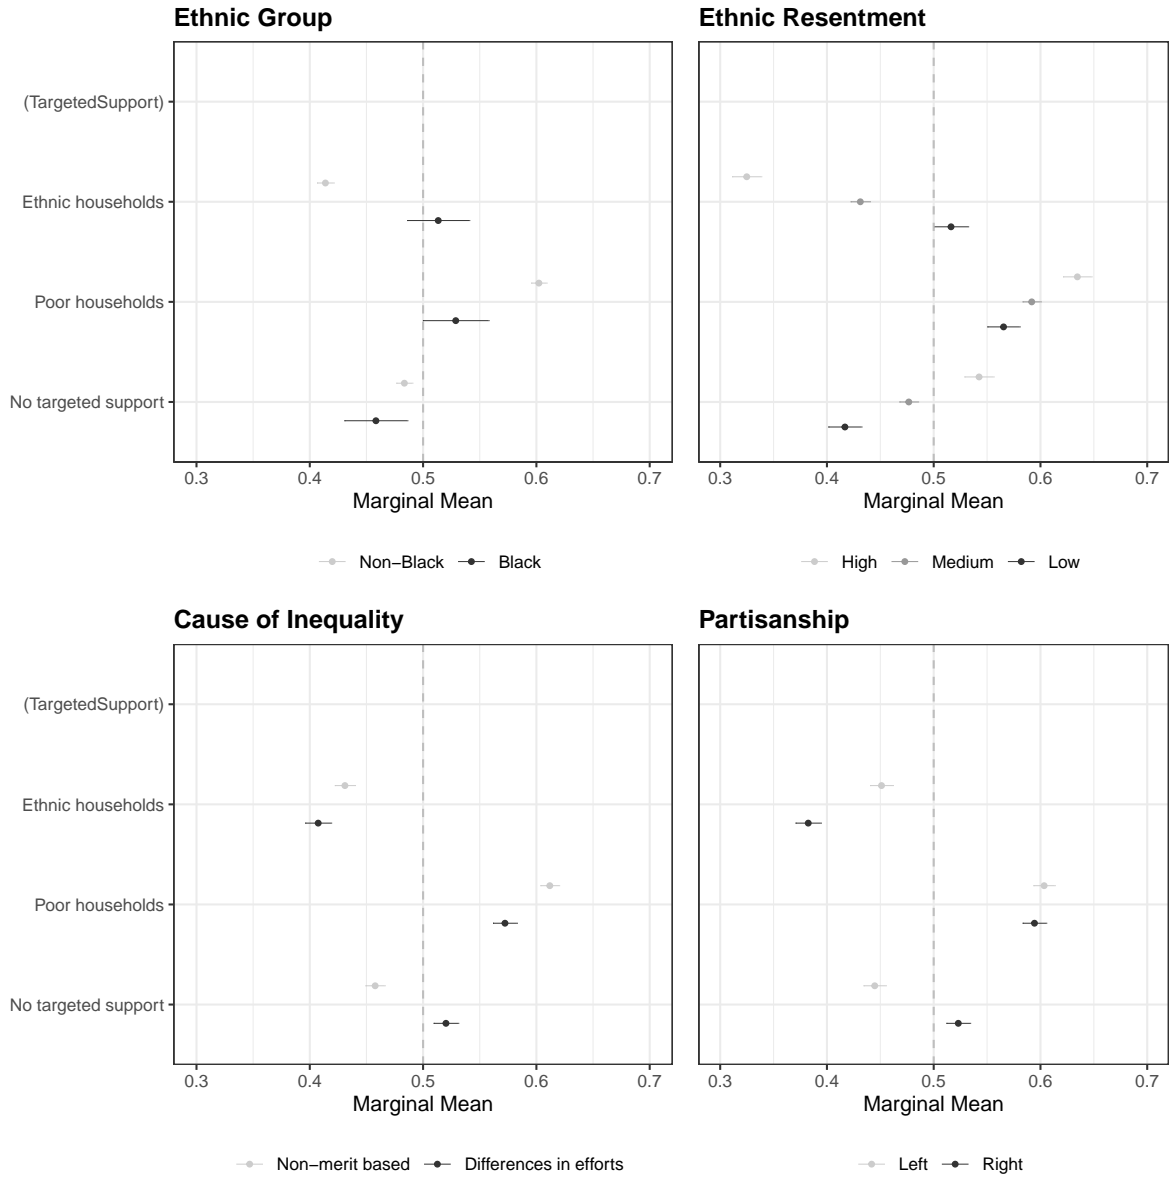 Ethnic Group
Ethnic Resentment
(TargetedSupport)
Ethnic households
Poor households
No targeted support
0.3 0.4 0.5 0.6 0.7
0.3 0.4 0.5 0.6 0.7
Marginal Mean
Marginal Mean
Non−Black Black
High Medium Low
Cause of Inequality
Partisanship
(TargetedSupport)
Ethnic households
Poor households
No targeted support
0.3 0.4 0.5 0.6 0.7
0.3 0.4 0.5 0.6 0.7
Marginal Mean
Marginal Mean
Non−merit based Differences in efforts
Left Right